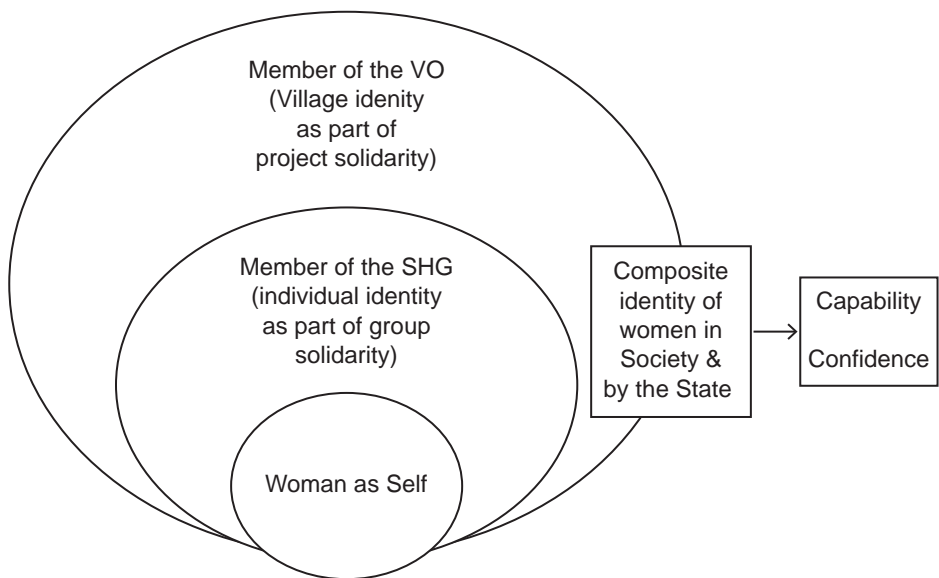 Member of the VO
(Village idenity
as part of
project solidarity)
Member of the SHG
(individual identity
as part of group
solidarity)
Woman as Self
Composite
identity of
women in
Society &
by the State
Capability
Confidence